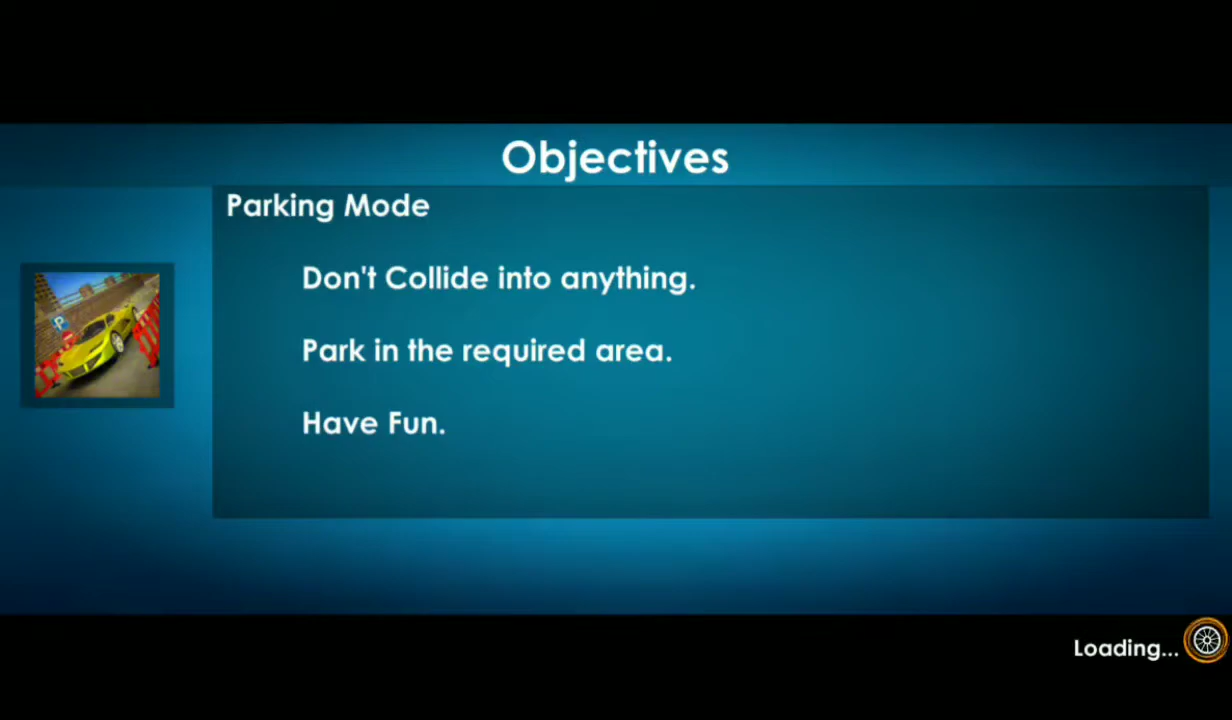 Objectives
Parking Mode
Don't Collide into anything.
Park in the required area.
Have Fun.
P
Loading...